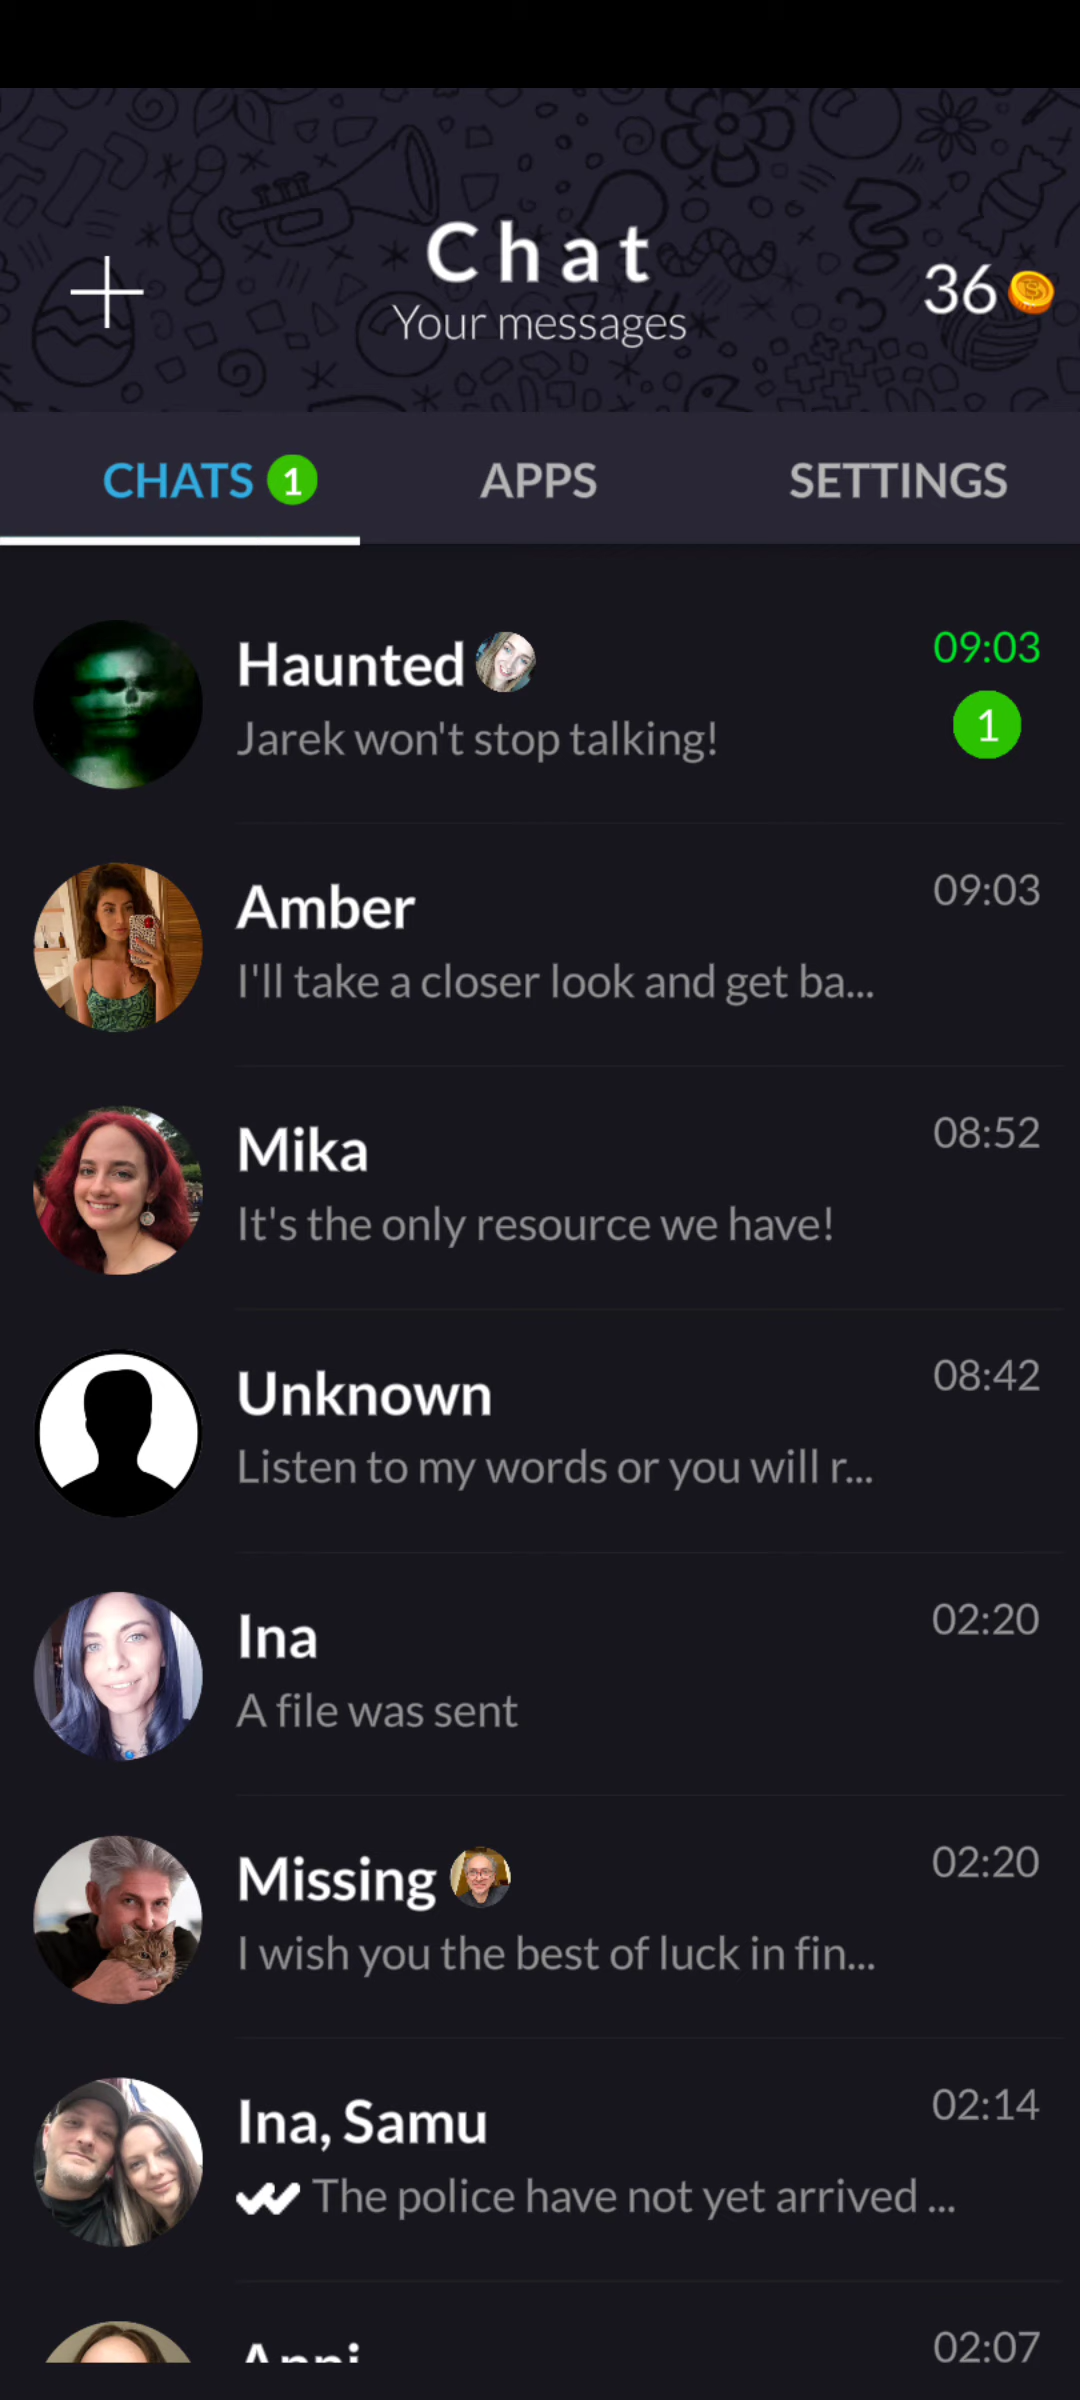 Chat
Your messages
36
CHATS 1
APPS
SETTINGS
Haunted
09:03
Jarek won't stop talking!
1
Amber
09:03
I'll take a closer look and get ba...
Mika
08:52
It's the only resource we have!
Unknown
08:42
Listen to my words or you will r...
Ina
02:20
A file was sent
Missing
02:20
I wish you the best of luck in fin...
Ina, Samu
02:14
The police have not yet arrived ...
02:07